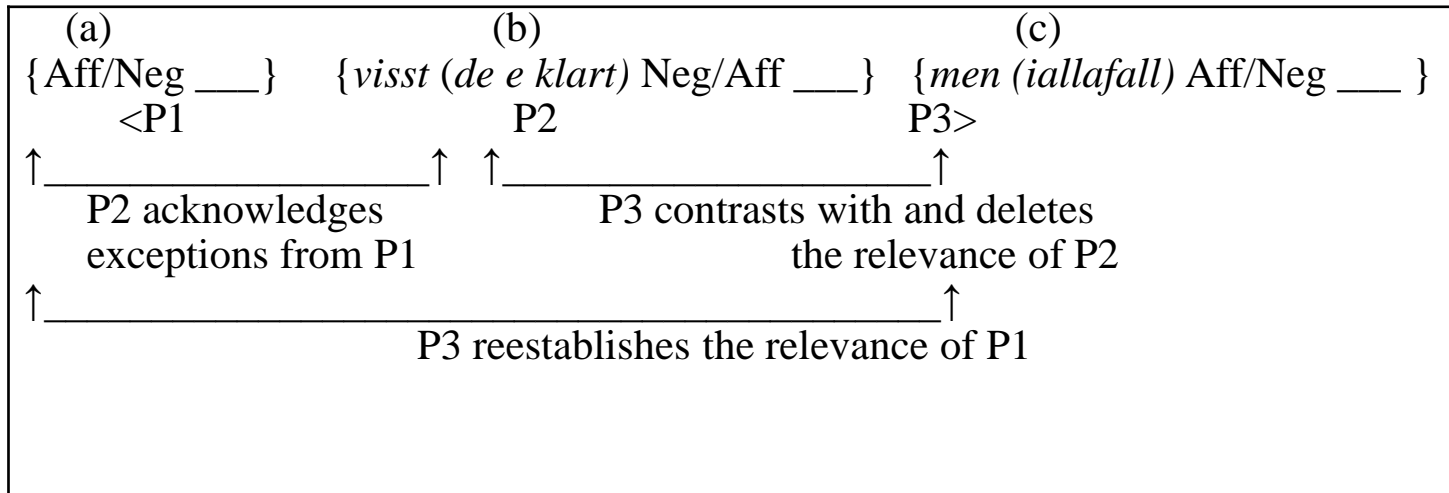 (a) (b) (c)
{Aff/Neg ___} {visst (de e klart) Neg/Aff ___} {men (iallafall) Aff/Neg ___ }
<P1 P2 P3>
↑__________________↑ ↑____________________↑
P2 acknowledges P3 contrasts with and deletes
exceptions from P1 the relevance of P2
↑__________________________________________↑
P3 reestablishes the relevance of P1